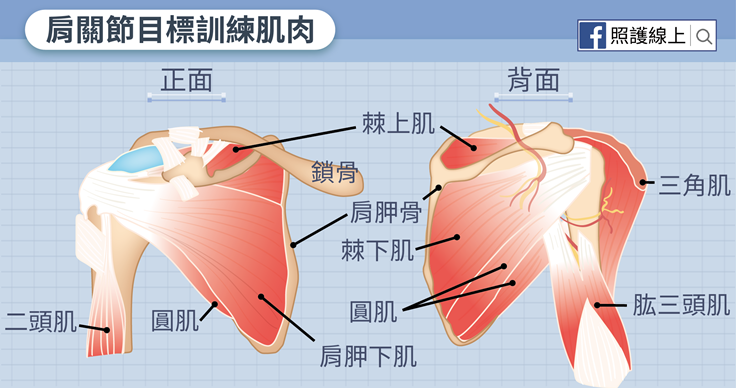 肩關節目標訓練肌肉
照護線上
正面
背面
棘上肌
鎖骨
肩胛骨
三角肌
棘下肌
圓肌
肱三頭肌
二頭肌
圓肌
肩胛下肌